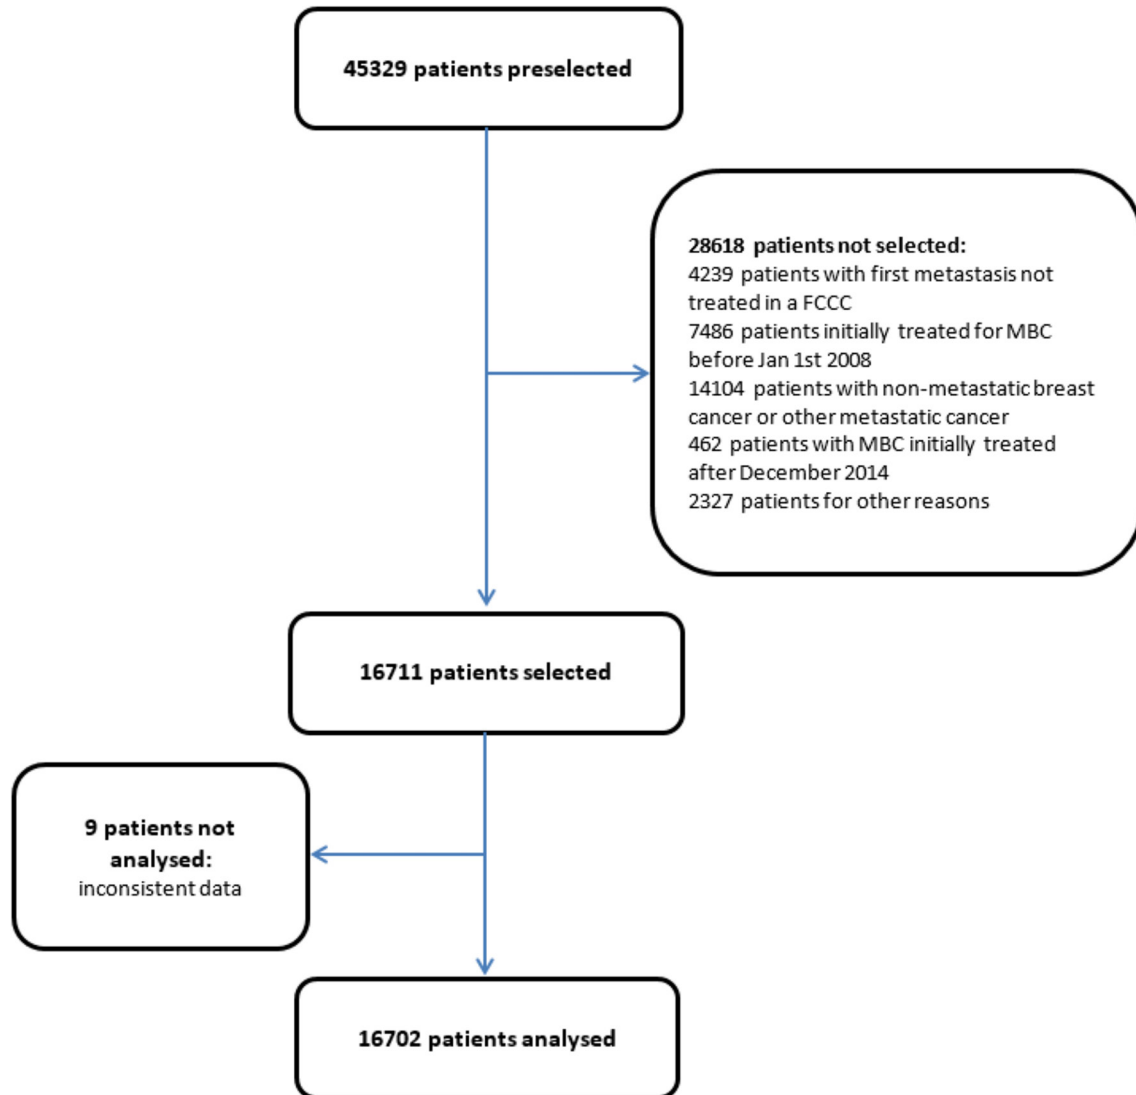 45329 patients preselected
28618 patients not selected:
4239 patients with first metastasis not
treated in a FCCC
7486 patients initially treated for MBC
before Jan 1st 2008
14104 patients with non-metastatic breast
cancer or other metastatic cancer
462 patients with MBC initially treated
after December 2014
2327 patients for other reasons
16711 patients selected
9 patients not
analysed:
inconsistent data
16702 patients analysed